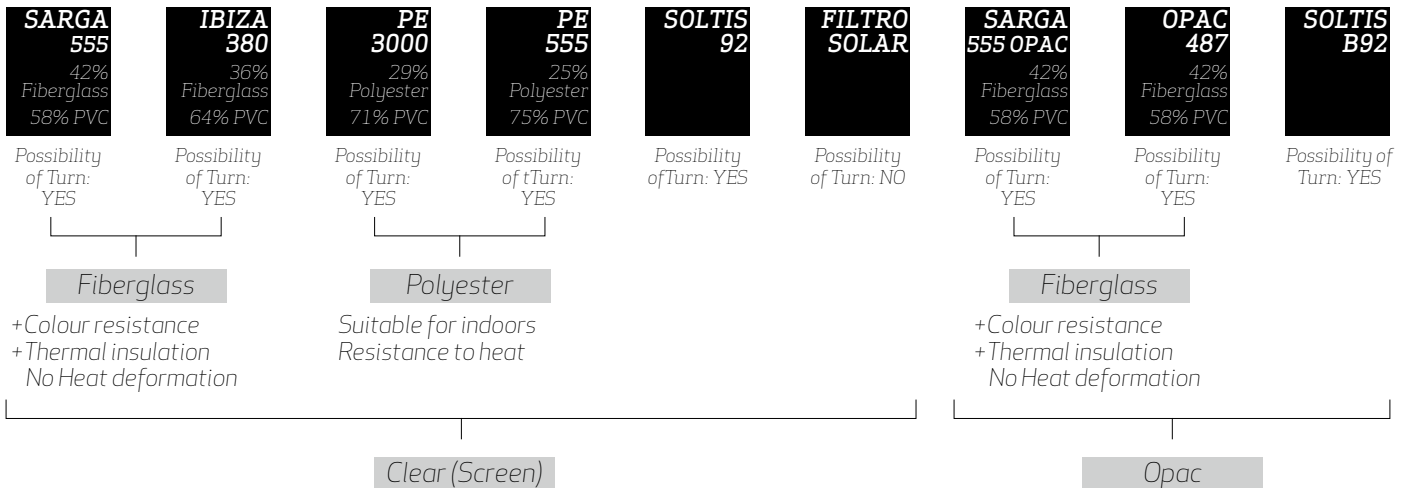 SARGA
555
42%
Fiberglass
58% PVC
IBIZA
380
36%
Fiberglass
64% PVC
PE
3000
29%
Polyester
71% PVC
PE
555
25%
Polyester
75% PVC
SOLTIS
92
FILTRO
SOLAR
SARGA
555 OPAC
42%
Fiberglass
58% PVC
OPAC
487
42%
Fiberglass
58% PVC
SOLTIS
B92
Possibility
of Turn:
YES
Possibility
of Turn:
YES
Possibility
of Turn:
YES
Possibility
of tTurn:
YES
Possibility
ofTurn: YES
Possibility
of Turn: NO
Possibility
of Turn:
YES
Possibility
of Turn:
YES
Possibility of
Turn: YES
Fiberglass
+Colour resistance
+Thermal insulation
No Heat deformation
Polyester
Suitable for indoors
Resistance to heat
Fiberglass
+Colour resistance
+Thermal insulation
No Heat deformation
Clear (Screen)
Opac